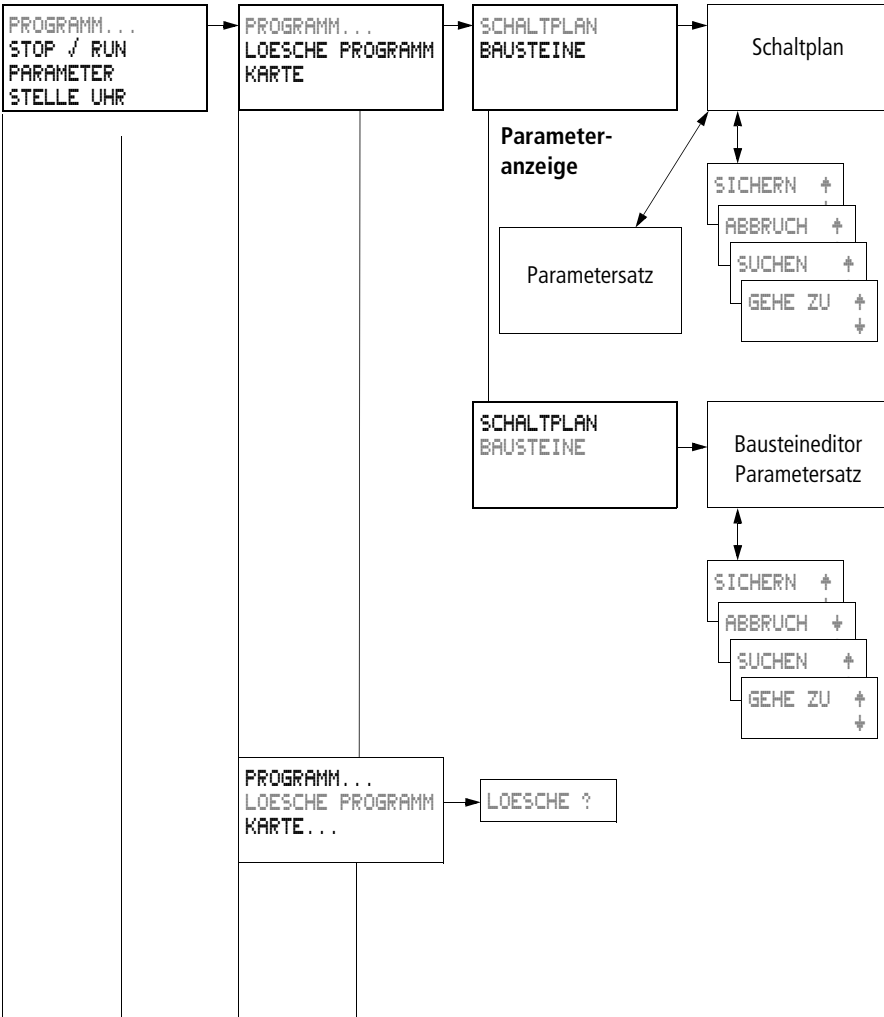 PROGRAMM...
STOP / RUN
PARAMETER
STELLE UHR
PROGRAMM...
LOESCHE PROGRAMM
KARTE
SCHALTPLAN
BAUSTEINE
Schaltplan
Parameter-
anzeige
Parametersatz
SICHERN
ABBRUCH
SUCHEN
GEHE ZU
SCHALTPLAN
BAUSTEINE
Bausteineditor
Parametersatz
SICHERN
ABBRUCH
SUCHEN
GEHE ZU
PROGRAMM...
LOESCHE PROGRAMM
KARTE...
LOESCHE ?